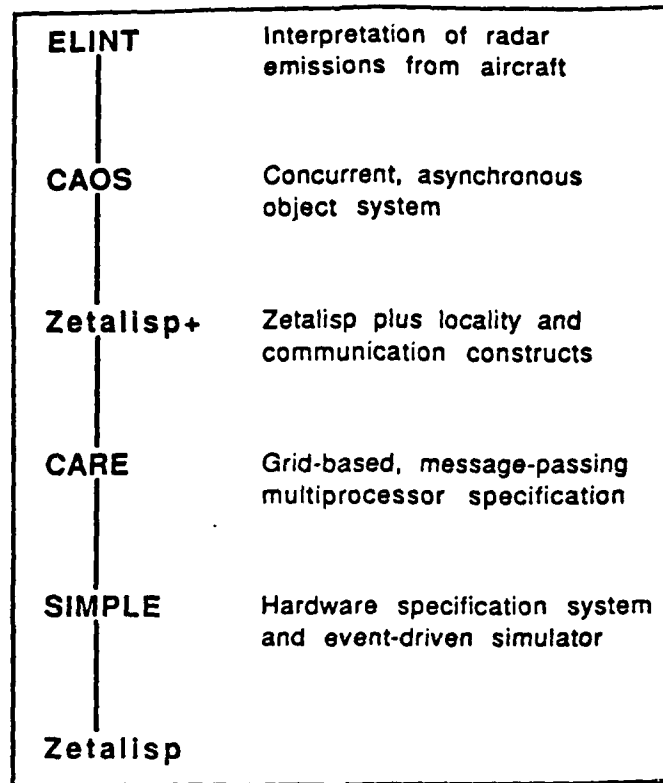 ELINT Interpretation of radar
emissions from aircraft
CAOS Concurrent, asynchronous
object system
Zetalisp+ Zetalisp plus locality and
communication constructs
CARE Grid-based, message-passing
multiprocessor specification
SIMPLE Hardware specification system
and event-driven simulator
Zetalisp